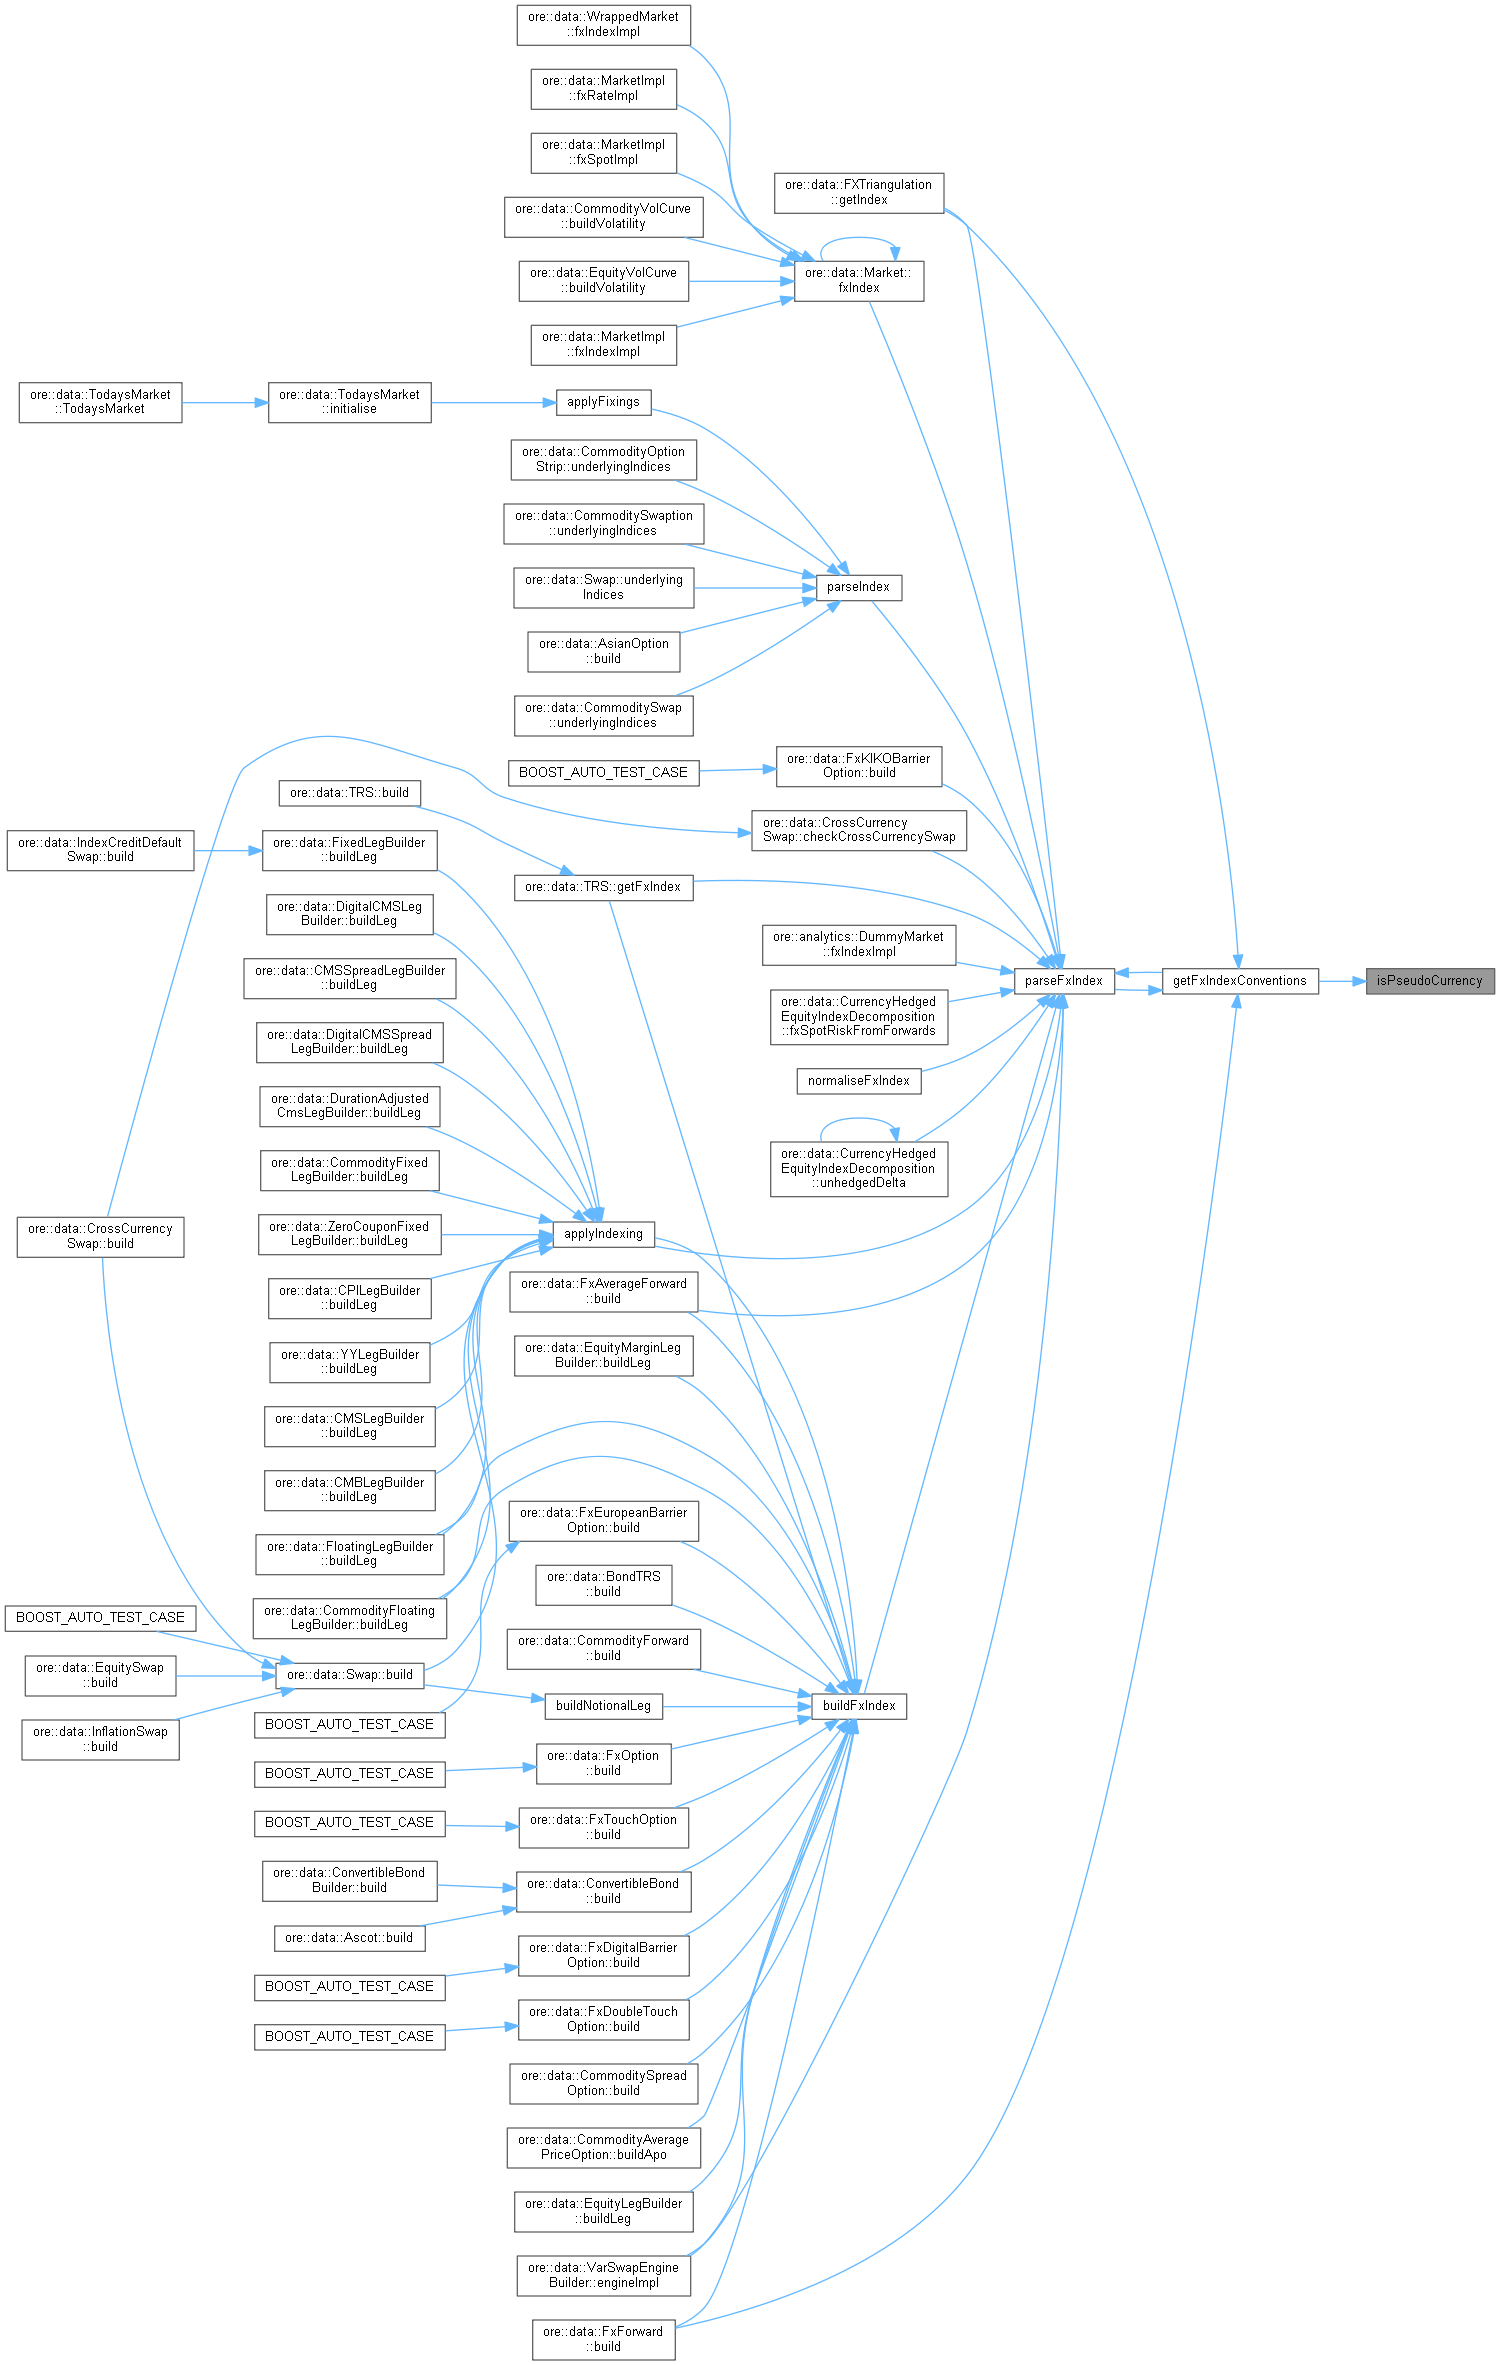 ore::data::WrappedMarket
::fxIndexImpl
ore::data::MarketImpl
::fxRateImpl
ore::data::MarketImpl
::fxSpotImpl
ore::data::FXTriangulation
::getIndex
ore::data::CommodityVolCurve
::buildVolatility
ore::data::EquityVolCurve
::buildVolatility
ore::data::Market::
fxIndex
ore::data::MarketImpl
::fxIndexImpl
ore::data::TodaysMarket
::TodaysMarket
ore::data::TodaysMarket
::initialise
applyFixings
ore::data::CommodityOption
Strip::underlyingIndices
ore::data::CommoditySwaption
::underlyingIndices
ore::data::Swap::underlying
Indices
parseIndex
ore::data::AsianOption
::build
ore::data::CommoditySwap
::underlyingIndices
BOOST_AUTO_TEST_CASE
ore::data::FxKIKOBarrier
Option::build
ore::data::TRS::build
ore::data::CrossCurrency
Swap::checkCrossCurrencySwap
ore::data::IndexCreditDefault
Swap::build
ore::data::FixedLegBuilder
::buildLeg
ore::data::TRS::getFxIndex
ore::data::DigitalCMSLeg
Builder::buildLeg
ore::analytics::DummyMarket
::fxIndexImpl
ore::data::CMSSpreadLegBuilder
::buildLeg
parseFxIndex
getFxIndexConventions
isPseudoCurrency
ore::data::CurrencyHedged
EquityIndexDecomposition
::fxSpotRiskFromForwards
ore::data::DigitalCMSSpread
LegBuilder::buildLeg
normaliseFxIndex
ore::data::DurationAdjusted
CmsLegBuilder::buildLeg
ore::data::CurrencyHedged
EquityIndexDecomposition
::unhedgedDelta
ore::data::CommodityFixed
LegBuilder::buildLeg
ore::data::CrossCurrency
Swap::build
ore::data::ZeroCouponFixed
LegBuilder::buildLeg
applyIndexing
ore::data::CPILegBuilder
::buildLeg
ore::data::FxAverageForward
::build
ore::data::YYLegBuilder
::buildLeg
ore::data::EquityMarginLeg
Builder::buildLeg
ore::data::CMSLegBuilder
::buildLeg
ore::data::CMBLegBuilder
::buildLeg
ore::data::FloatingLegBuilder
::buildLeg
ore::data::FxEuropeanBarrier
Option::build
ore::data::BondTRS
::build
BOOST_AUTO_TEST_CASE
ore::data::CommodityFloating
LegBuilder::buildLeg
ore::data::CommodityForward
::build
ore::data::EquitySwap
::build
ore::data::Swap::build
buildNotionalLeg
buildFxIndex
ore::data::InflationSwap
::build
BOOST_AUTO_TEST_CASE
ore::data::FxOption
::build
BOOST_AUTO_TEST_CASE
ore::data::FxTouchOption
::build
BOOST_AUTO_TEST_CASE
ore::data::ConvertibleBond
Builder::build
ore::data::ConvertibleBond
::build
ore::data::Ascot::build
ore::data::FxDigitalBarrier
Option::build
BOOST_AUTO_TEST_CASE
ore::data::FxDoubleTouch
Option::build
BOOST_AUTO_TEST_CASE
ore::data::CommoditySpread
Option::build
ore::data::CommodityAverage
PriceOption::buildApo
ore::data::EquityLegBuilder
::buildLeg
ore::data::VarSwapEngine
Builder::engineImpl
ore::data::FxForward
::build